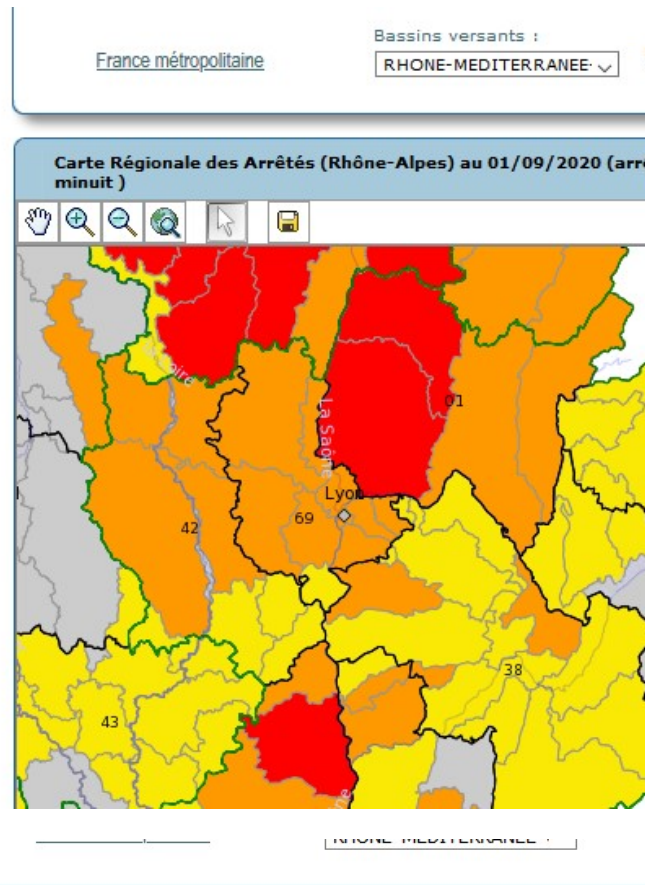 Bassins versants :
France métropolitaine
RHONE-MEDITERRANEE-
Carte Régionale des Arrêtés (Rhône-Alpes) au 01/09/2020 (arr
minuit )
La Saône
01
Lyon
69
42
38
43